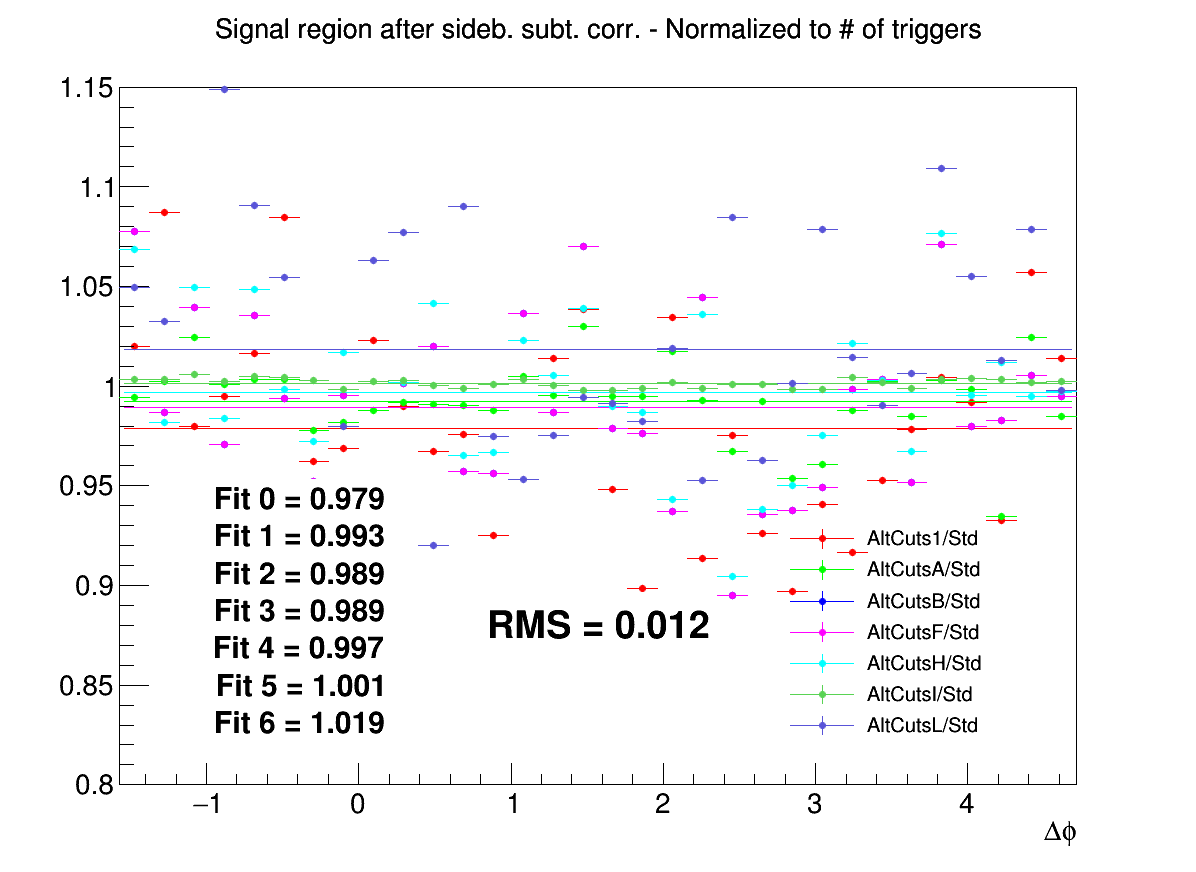 Signal region after sideb. subt. corr. - Normalized to # of triggers
1.15
1.1
1.05
1
0.95
0.9
0.85
0.8
Fit 0 = 0.979
Fit 1 = 0.993
Fit 2 = 0.989
Fit 3 = 0.989
Fit 4 = 0.997
Fit 5 = 1.001
Fit 6 = 1.019
RMS = 0.012
AltCuts1/Std
AltCutsA/Std
AltCutsB/Std
AltCutsF/Std
AltCutsH/Std
AltCutsI/Std
AltCutsL/Std
−1 0 1 2 3 4
Δϕ